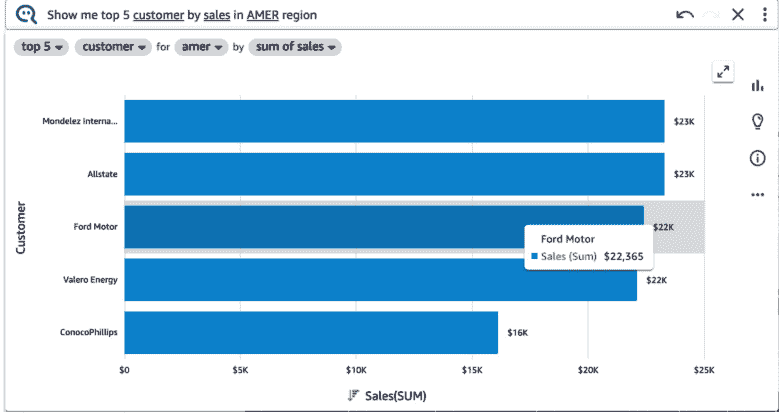 Show me top 5 customer by sales in AMER region
top 5 customer for amer by sum of sales
Mondelez Interna... $23K
Allstate $23K
Ford Motor $22K
Ford Motor
Sales (Sum) $22,365
Valero Energy $22K
ConocoPhillips $16K
Customer
$0 $5K $10K $15K $20K $25K
Sales(SUM)